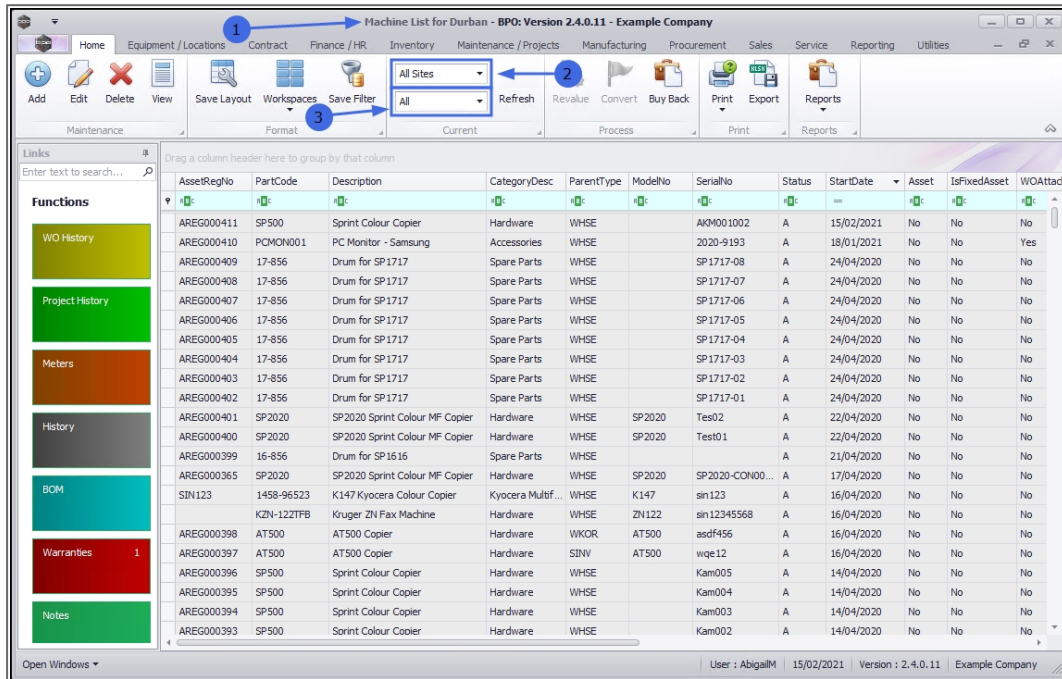 1
Machine List for Durban - BPO: Version 2.4.0.11 - Example Company
Home Equipment / Locations Contract Finance / HR Inventory Maintenance / Projects Manufacturing Procurement Sales Service Reporting Utilities
All Sites 2
Add Edit Delete View Save Layout Workspaces Save Filter All Refresh Revalue Convert Buy Back Print Export Reports
3
Maintenance Format Current Process Print Reports
Links
Enter text to search...
Drag a column header here to group by that column
AssetRegNo PartCode Description CategoryDesc ParentType ModelNo SerialNo Status StartDate Asset IsFixedAsset WOAttac
Functions
WO History
Project History
Meters
History
BOM
Warranties 1
Notes
AREG000411 SP500 Sprint Colour Copier Hardware WHSE AKM001002 A 15/02/2021 No No No
AREG000410 PCMON001 PC Monitor - Samsung Accessories WHSE 2020-9193 A 18/01/2021 No No Yes
AREG000409 17-856 Drum for SP1717 Spare Parts WHSE SP1717-08 A 24/04/2020 No No No
AREG000408 17-856 Drum for SP1717 Spare Parts WHSE SP1717-07 A 24/04/2020 No No No
AREG000407 17-856 Drum for SP1717 Spare Parts WHSE SP1717-06 A 24/04/2020 No No No
AREG000406 17-856 Drum for SP1717 Spare Parts WHSE SP1717-05 A 24/04/2020 No No No
AREG000405 17-856 Drum for SP1717 Spare Parts WHSE SP1717-04 A 24/04/2020 No No No
AREG000404 17-856 Drum for SP1717 Spare Parts WHSE SP1717-03 A 24/04/2020 No No No
AREG000403 17-856 Drum for SP1717 Spare Parts WHSE SP1717-02 A 24/04/2020 No No No
AREG000402 17-856 Drum for SP1717 Spare Parts WHSE SP1717-01 A 24/04/2020 No No No
AREG000401 SP2020 SP2020 Sprint Colour MF Copier Hardware WHSE SP2020 Tes02 A 22/04/2020 No No No
AREG000400 SP2020 SP2020 Sprint Colour MF Copier Hardware WHSE SP2020 Test01 A 22/04/2020 No No No
AREG000399 16-856 Drum for SP1616 Spare Parts WHSE A 21/04/2020 No No No
AREG000365 SP2020 SP2020 Sprint Colour MF Copier Hardware WHSE SP2020 SP2020-CON00... A 17/04/2020 No No No
SIN123 1458-96523 K147 Kyocera Colour Copier Kyocera Multif... WHSE K147 sin123 A 16/04/2020 No No No
KZN-122TFB Kruger ZN Fax Machine Hardware WHSE ZN122 sin12345568 A 16/04/2020 No No No
AREG000398 AT500 AT500 Copier Hardware WKOR AT500 asdf456 A 16/04/2020 No No No
AREG000397 AT500 AT500 Copier Hardware SINV AT500 wqe12 A 16/04/2020 No No No
AREG000396 SP500 Sprint Colour Copier Hardware WHSE Kam005 A 14/04/2020 No No No
AREG000395 SP500 Sprint Colour Copier Hardware WHSE Kam004 A 14/04/2020 No No No
AREG000394 SP500 Sprint Colour Copier Hardware WHSE Kam003 A 14/04/2020 No No No
AREG000393 SP500 Sprint Colour Copier Hardware WHSE Kam002 A 14/04/2020 No No No
Open Windows User : AbigailM 15/02/2021 Version : 2.4.0.11 Example Company